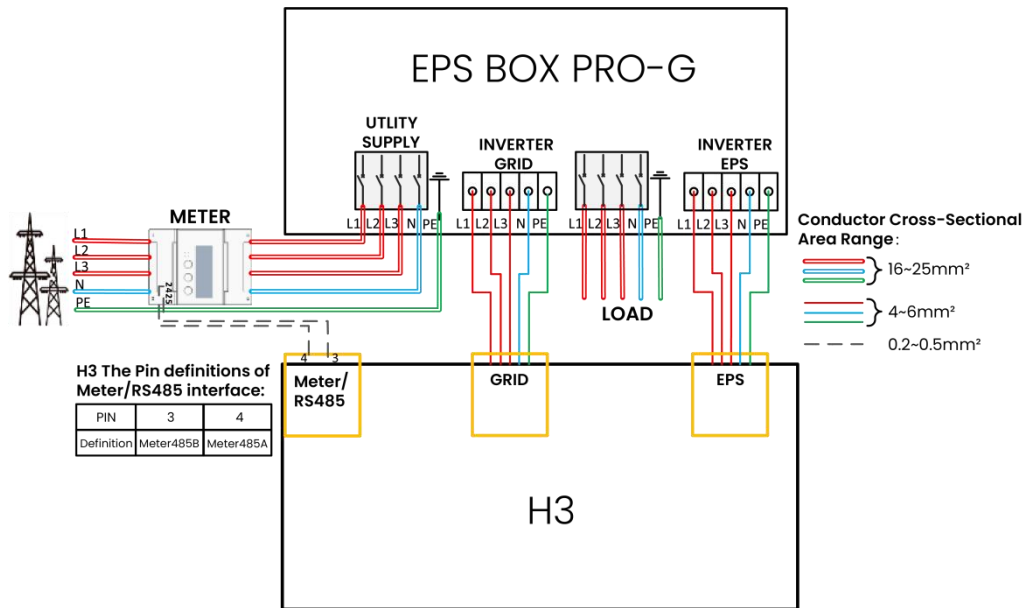 EPS BOX PRO-G
UTLITY
SUPPLY
INVERTER
GRID
INVERTER
EPS
L1 L2 L3 N PE
L1 L2 L3 N PE
L1 L2 L3 N PE
L1 L2 L3 N PE
METER
L1
L2
L3
N
PE
2425
LOAD
Conductor Cross-Sectional
Area Range:
16~25mm²
4~6mm²
0.2~0.5mm²
4 3
Meter/
RS485
GRID
EPS
H3 The Pin definitions of
Meter/RS485 interface:
PIN 3 4
Definition Meter485B Meter485A
H3